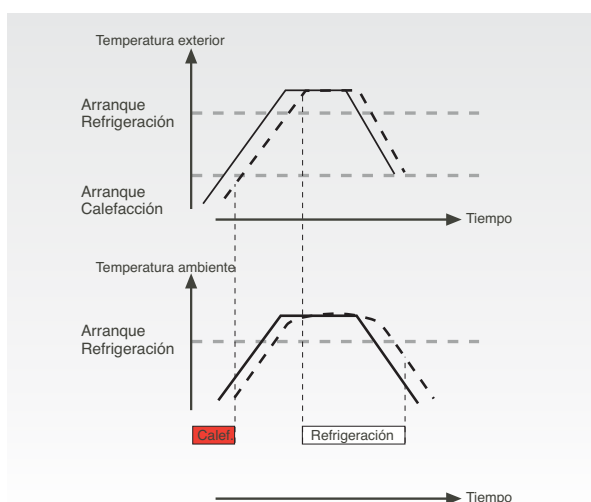 Temperatura exterior
Arranque
Refrigeración
Arranque
Calefacción
Tiempo
Temperatura ambiente
Arranque
Refrigeración
Calef.
Refrigeración
Tiempo